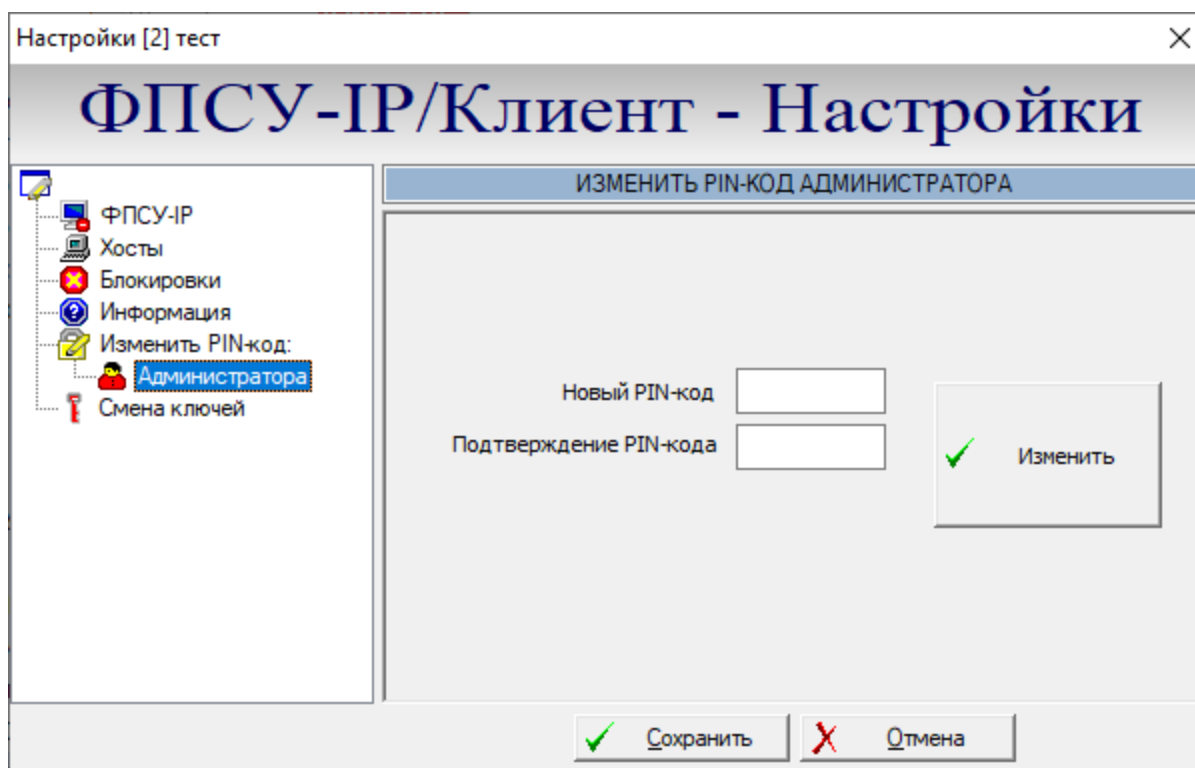 Настройки [2] тест
ФПСУ-IP/Клиент - Настройки
ФПСУ-IP
Хосты
Блокировки
Информация
Изменить PIN-код:
Администратора
Смена ключей
ИЗМЕНИТЬ PIN-КОД АДМИНИСТРАТОРА
Новый PIN-код
Подтверждение PIN-кода
Изменить
Сохранить
Отмена